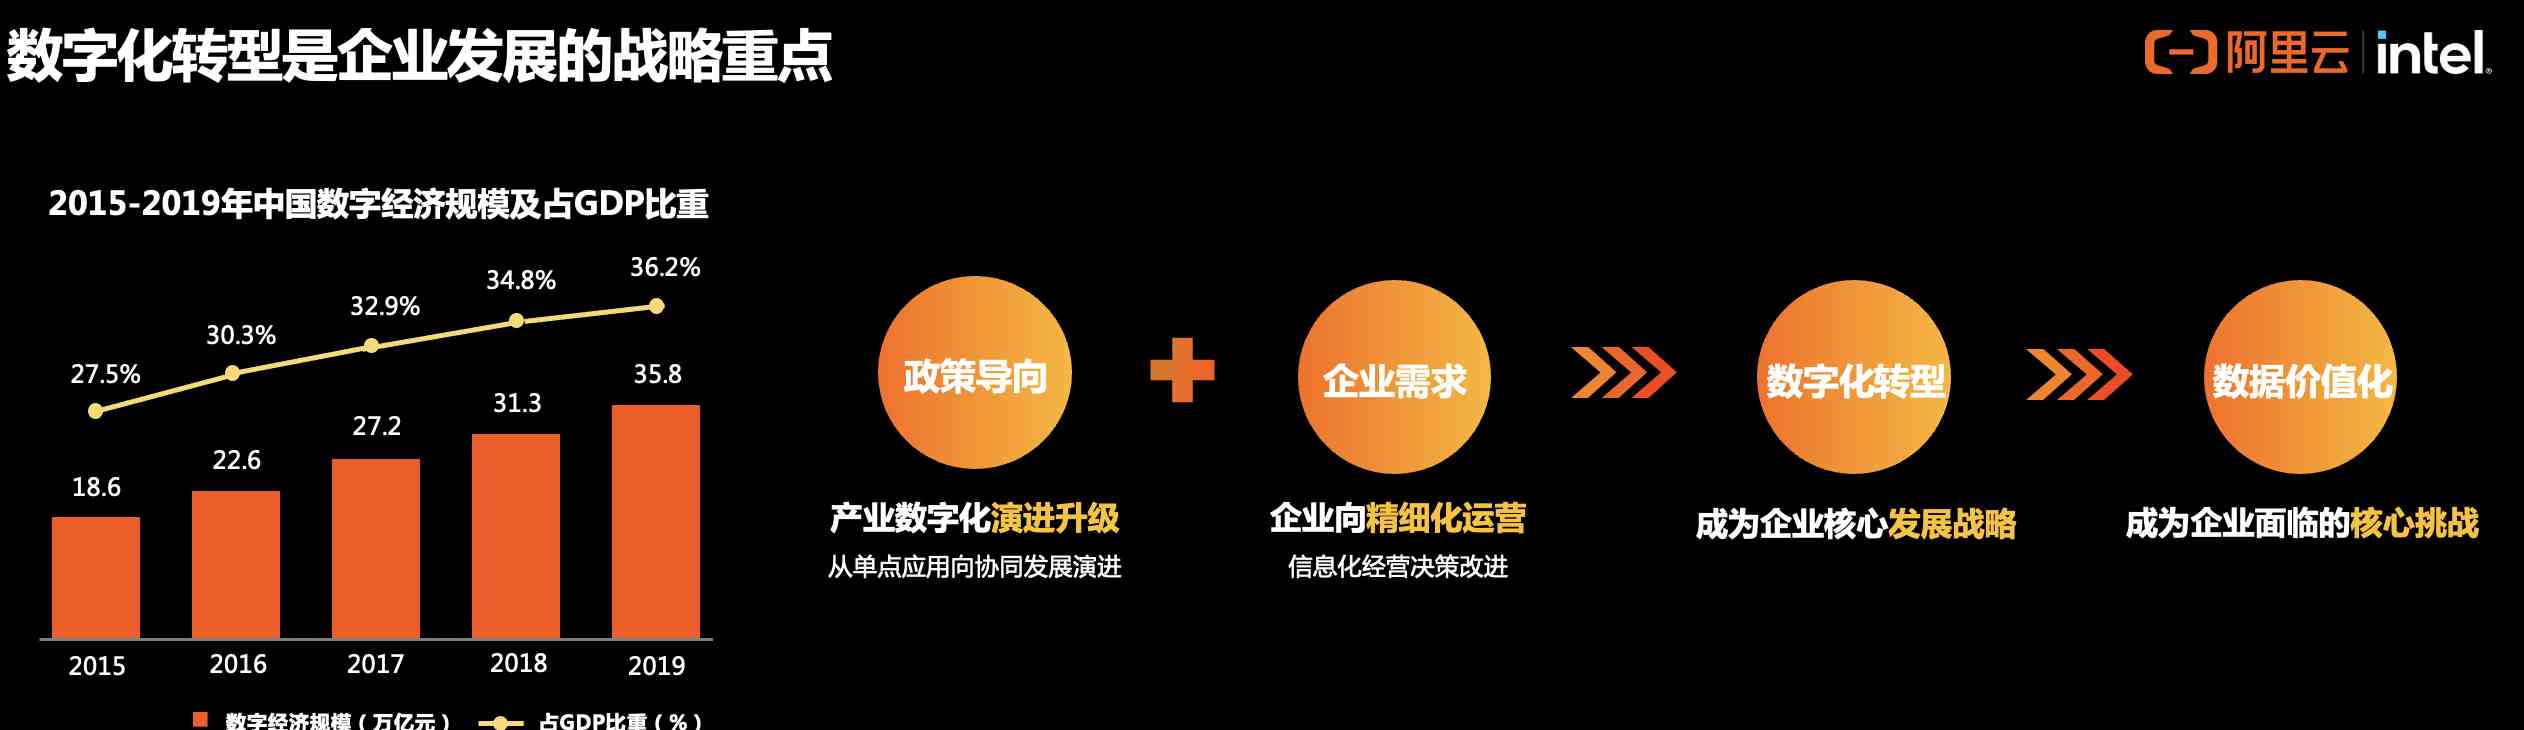 数字化转型是企业发展的战略重点
阿里云 intel®
2015-2019年中国数字经济规模及占GDP比重
27.5% 30.3% 32.9% 34.8% 36.2%
18.6 22.6 27.2 31.3 35.8
2015 2016 2017 2018 2019
数字经济规模（万亿元） 占GDP比重（%）
政策导向
产业数字化演进升级
从单点应用向协同发展演进
企业需求
企业向精细化运营
信息化经营决策改进
数字化转型
成为企业核心发展战略
数据价值化
成为企业面临的核心挑战